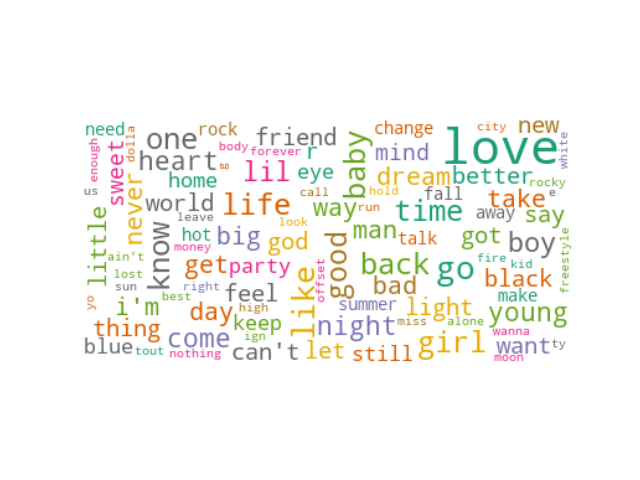 need
rock
friend
change
city
new
love
white
enough
dolla
one
body
forever
r
mind
baby
sweet
heart
g
lil
eye
dream
better
rocky
us
home
call
hold
fall
e
never
world
life
way
run
time
away
take
say
little
leave
look
know
hot
big
god
man
talk
got
boy
freestyle
ain't
money
get
party
offset
good
back
go
fire
kid
black
lost
sun
right
bad
make
yo
i'm
best
day
high
feel
like
summer
light
young
thing
keep
night
miss
alone
wanna
blue
tout
come
ign
nothing
can't
let
still
girl
want
ty
moon